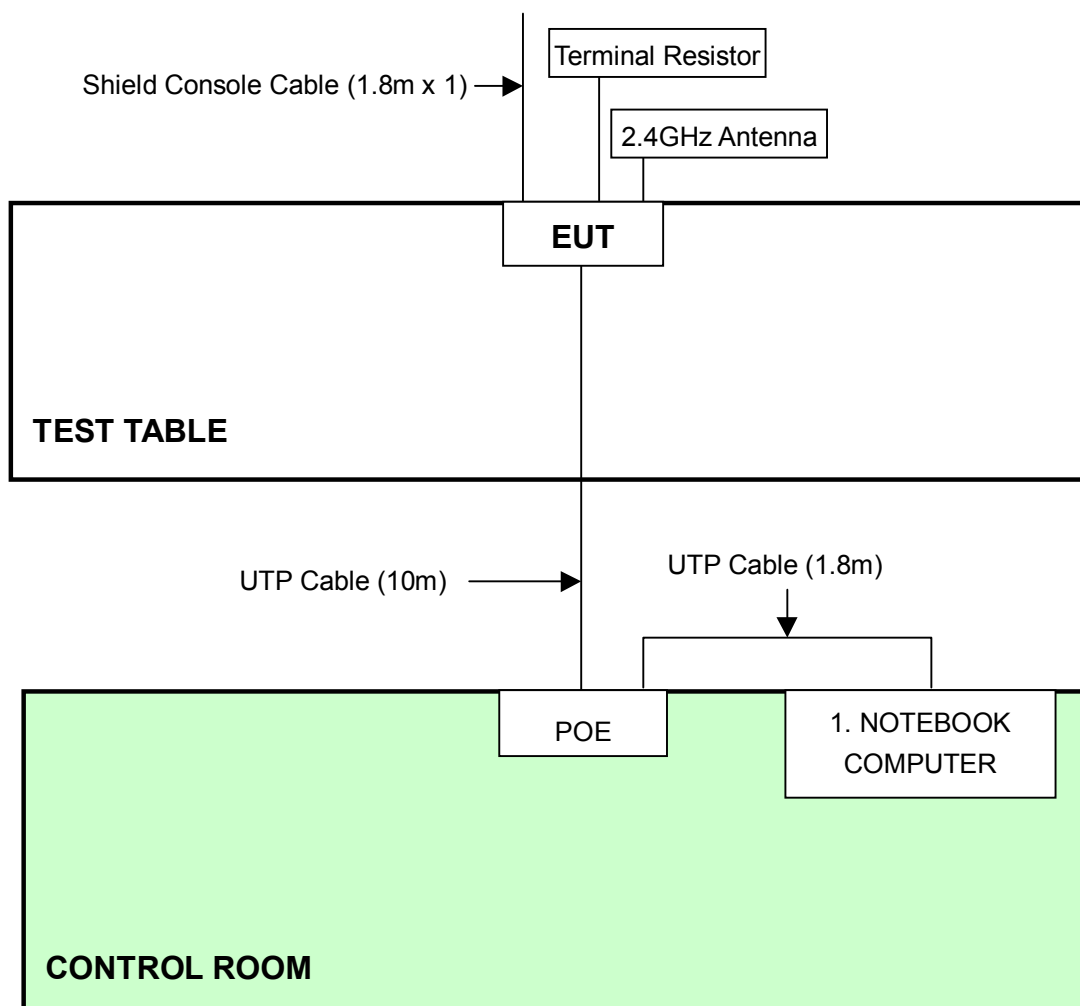 Terminal Resistor
Shield Console Cable (1.8m x 1)
2.4GHz Antenna
EUT
TEST TABLE
UTP Cable (1.8m)
UTP Cable (10m)
POE
1. NOTEBOOK
COMPUTER
CONTROL ROOM